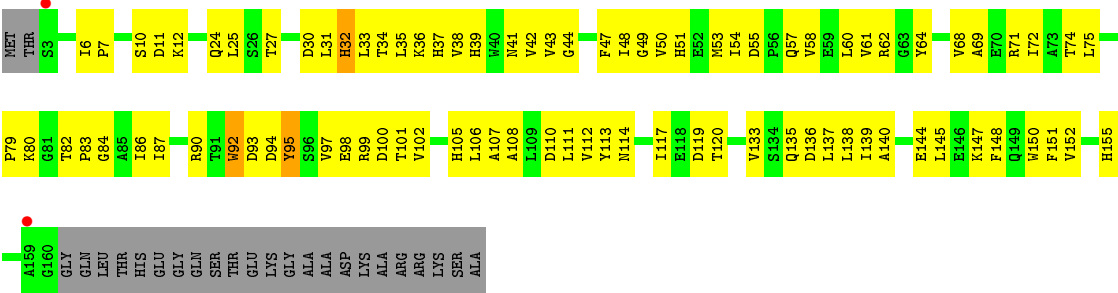 MET THR S3 I6 P7 S10 D11 K12 Q24 L25 S26 T27 D30 L31 H32 L33 T34 L35 K36 H37 V38 H39 W40 N41 V42 V43 G44 F47 I48 G49 V50 H51 E52 M53 I54 D55 P56 Q57 V58 E59 L60 V61 R62 G63 Y64 V68 A69 E70 R71 I72 A73 T74 L75
P79 K80 G81 T82 P83 G84 A85 I86 I87 R90 T91 W92 D93 D94 Y95 S96 V97 E98 R99 D100 T101 V102 H105 L106 A107 A108 L109 D110 L111 V112 Y113 N114 I117 E118 D119 T120 V133 S134 Q135 D136 L137 L138 I139 A140 E144 L145 E146 K147 F148 Q149 W150 F151 V152 H155
A159 G160 GLY GLN LEU THR HIS GLU GLY GLN SER THR GLU LYS GLY ALA ALA ASP LYS ALA ARG ARG LYS SER ALA